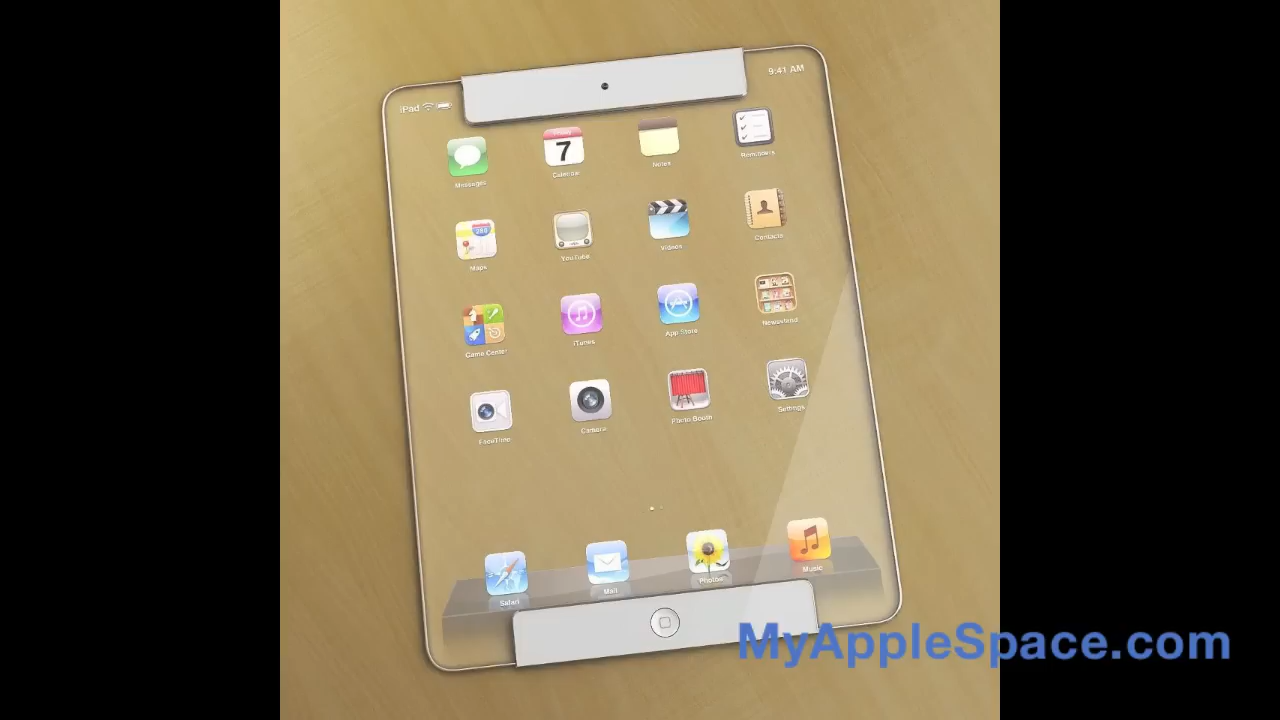 iPad
9:41 AM
7
Messages
Calendar
Notes
Reminders
280
Maps
YouTube
Videos
Contacts
Game Center
iTunes
App Store
Newsstand
FaceTime
Camera
Photo Booth
Settings
Safari
Mail
Photos
Music
MyAppleSpace.com